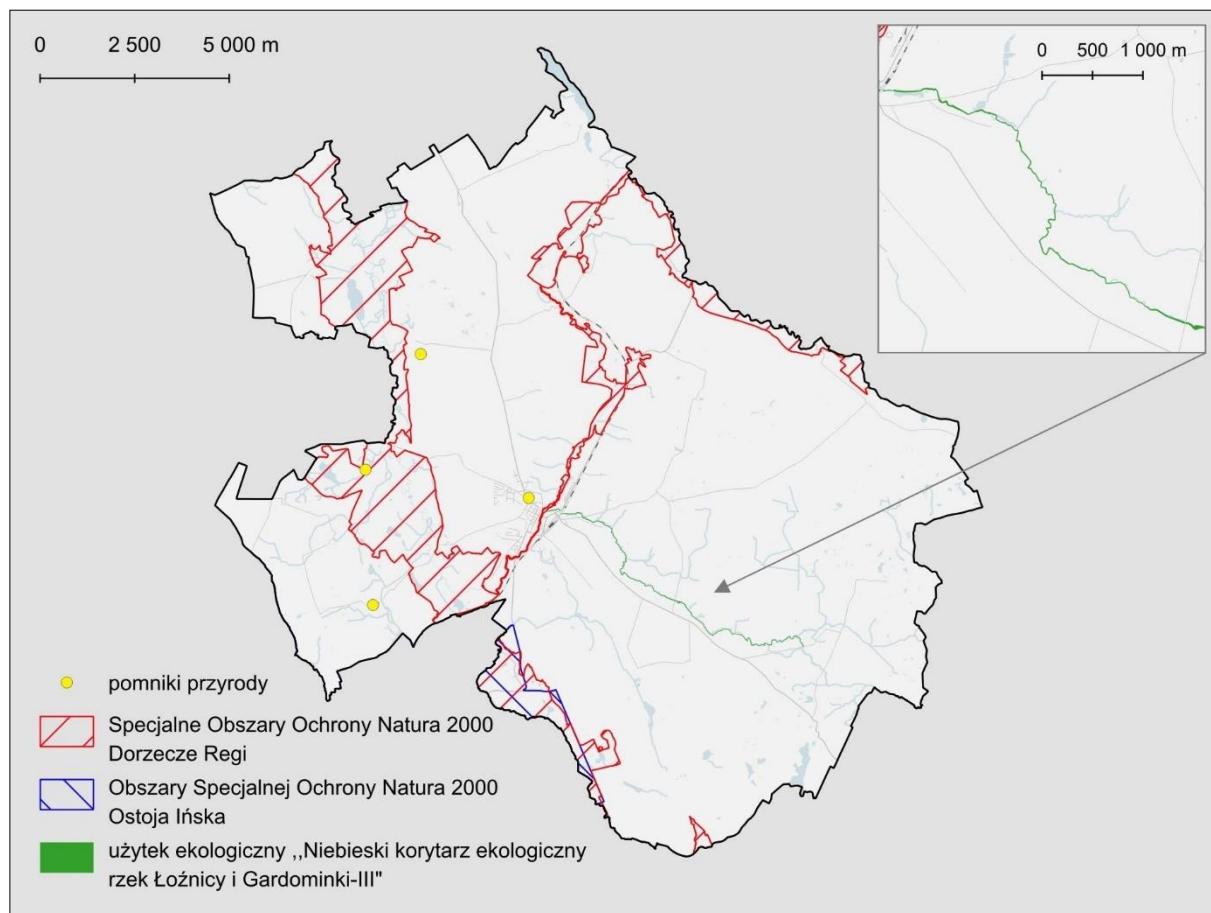 0 2 500 5 000 m
0 500 1 000 m
pomniki przyrody
Specjalne Obszary Ochrony Natura 2000
Dorzecze Regi
Obszary Specjalnej Ochrony Natura 2000
Ostoja Ińska
użytek ekologiczny ,,Niebieski korytarz ekologiczny
rzek Łoźnicy i Gardominki-III"